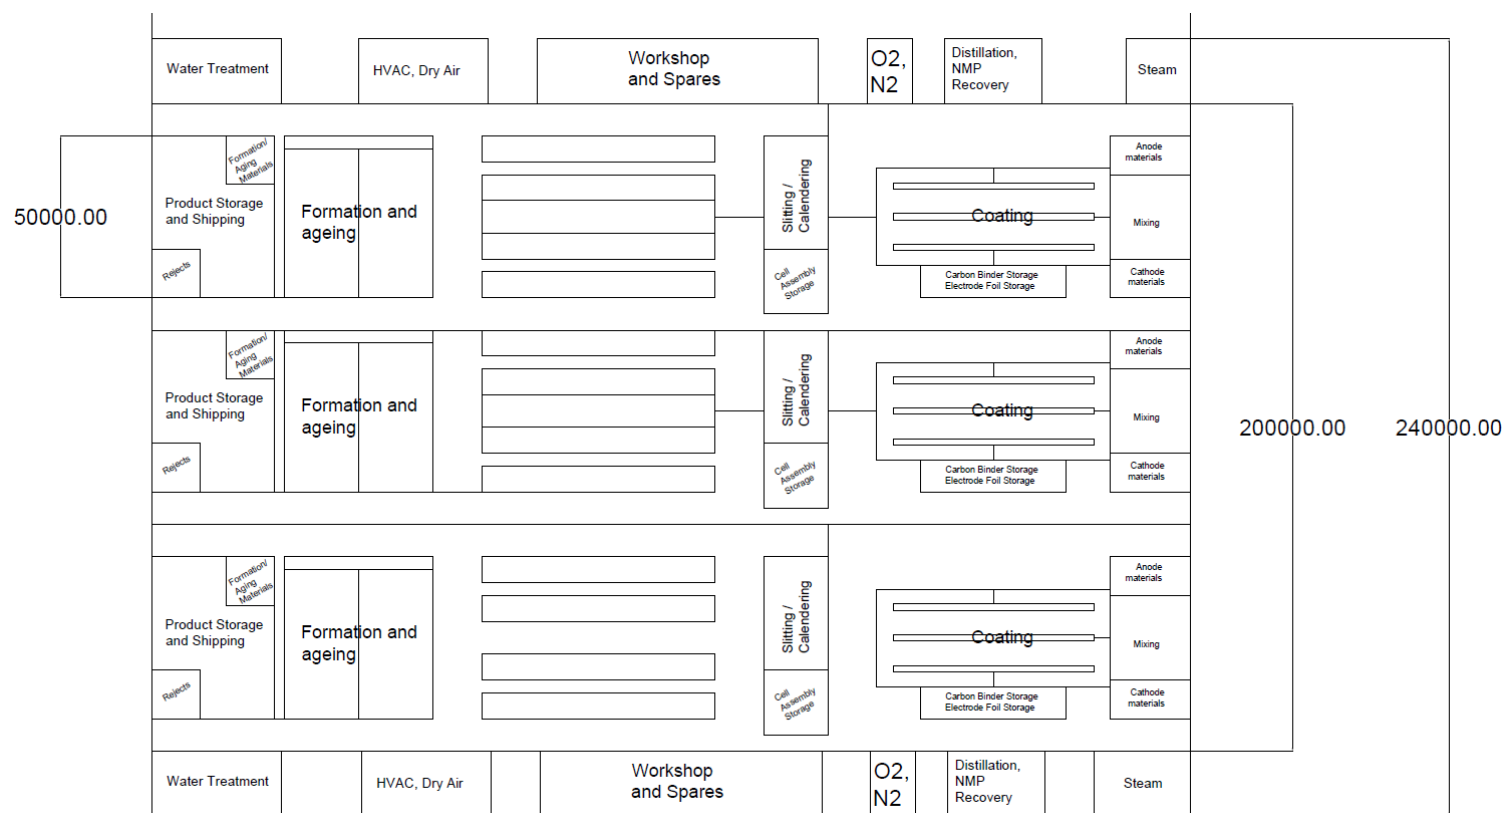 Water Treatment
HVAC, Dry Air
Workshop
and Spares
O2,
N2
Distillation,
NMP
Recovery
Steam
50000.00
Formation/
Aging
Materials
Product Storage
and Shipping
Rejects
Formation and
ageing
Slitting /
Calendering
Cell
Assembly
Storage
Coating
Carbon Binder Storage
Electrode Foil Storage
Anode
materials
Mixing
Cathode
materials
Formation/
Aging
Materials
Product Storage
and Shipping
Rejects
Formation and
ageing
Slitting /
Calendering
Cell
Assembly
Storage
Coating
Carbon Binder Storage
Electrode Foil Storage
Anode
materials
Mixing
Cathode
materials
200000.00
240000.00
Formation/
Aging
Materials
Product Storage
and Shipping
Rejects
Formation and
ageing
Slitting /
Calendering
Cell
Assembly
Storage
Coating
Carbon Binder Storage
Electrode Foil Storage
Anode
materials
Mixing
Cathode
materials
Water Treatment
HVAC, Dry Air
Workshop
and Spares
O2,
N2
Distillation,
NMP
Recovery
Steam